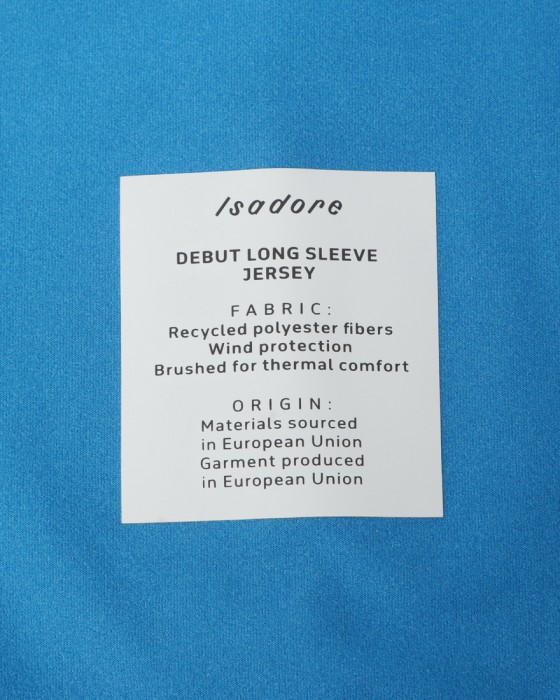 Isadore
DEBUT LONG SLEEVE
JERSEY
FABRIC:
Recycled polyester fibers
Wind protection
Brushed for thermal comfort
ORIGIN:
Materials sourced
in European Union
Garment produced
in European Union